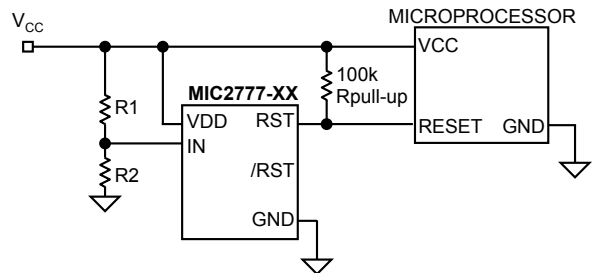 MICROPROCESSOR
VCC
VCC
100k
Rpull-up
MIC2777-XX
R1
VDD
RST
IN
RESET
GND
R2
/RST
GND